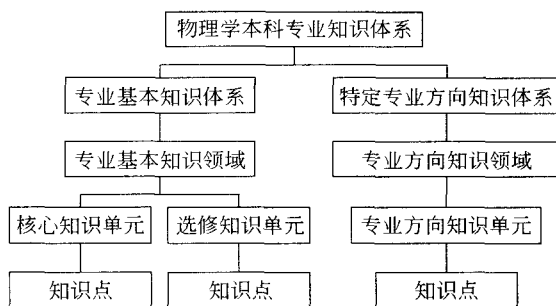 物理学本科专业知识体系
专业基本知识体系 特定专业方向知识体系
专业基本知识领域 专业方向知识领域
核心知识单元 选修知识单元 专业方向知识单元
知识点 知识点 知识点